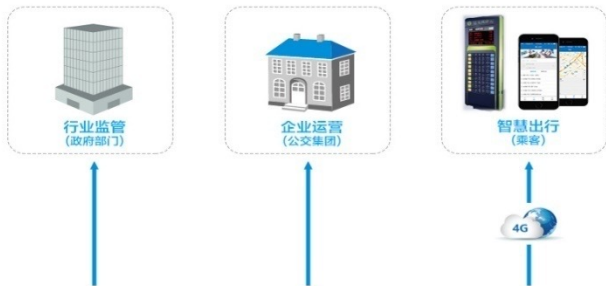 行业监管
(政府部门)
企业运营
(公交集团)
智慧出行
(乘客)
4G